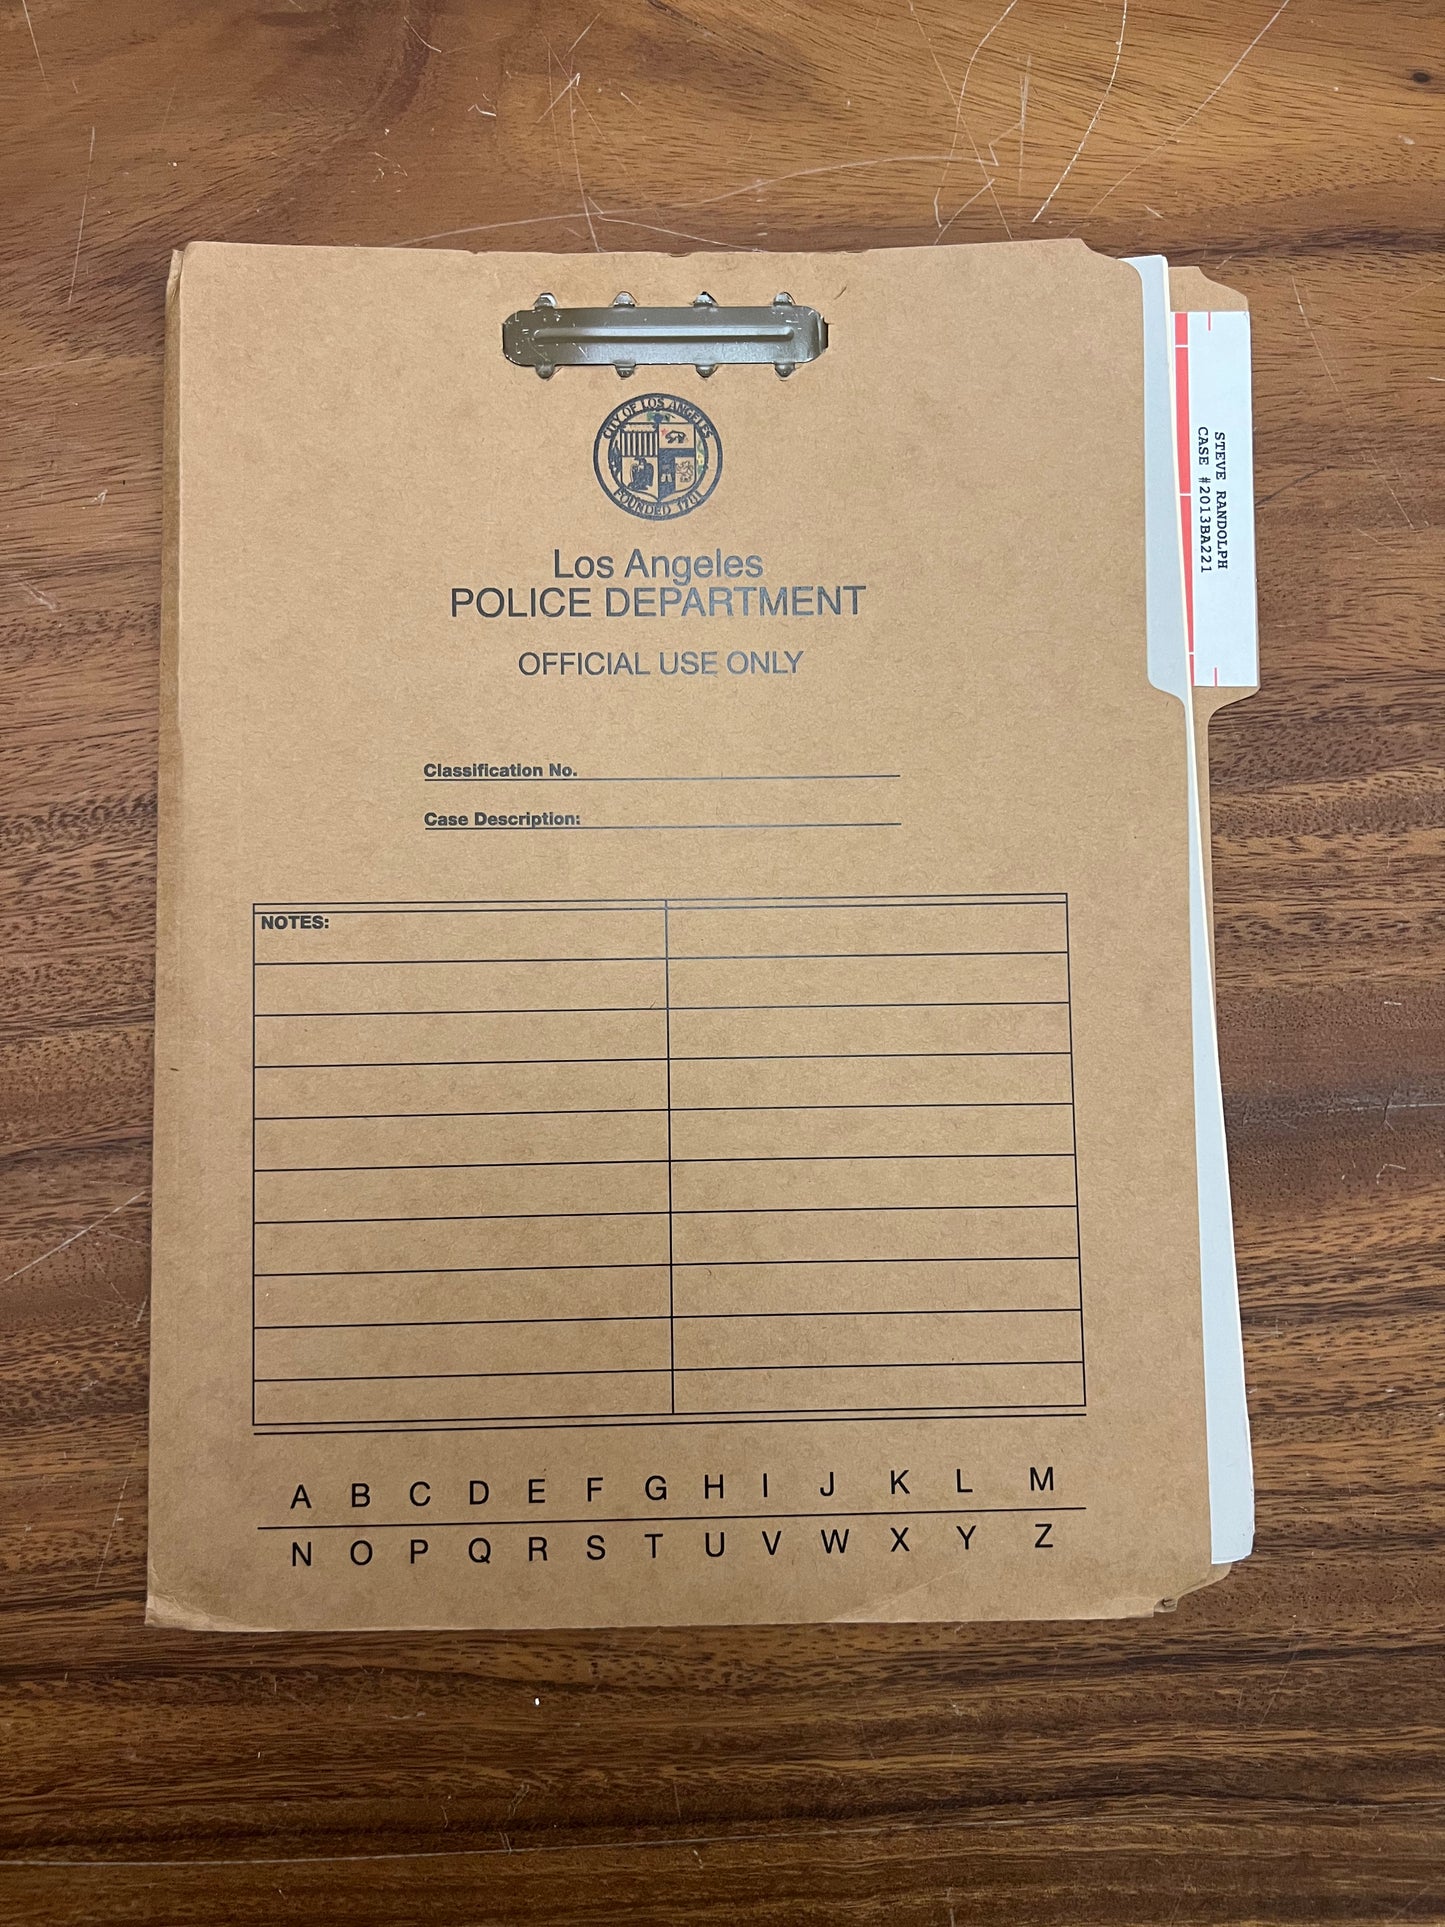 CITY OF LOS ANGELES
FOUNDED 1781
Los Angeles
POLICE DEPARTMENT
OFFICIAL USE ONLY
Classification No.
Case Description:
NOTES:
A B C D E F G H I J K L M
N O P Q R S T U V W X Y Z
STEVE RANDOLPH
CASE #2013BA221